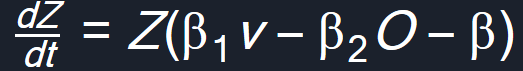 dZ/dt = Z(β₁v – β₂O – β)